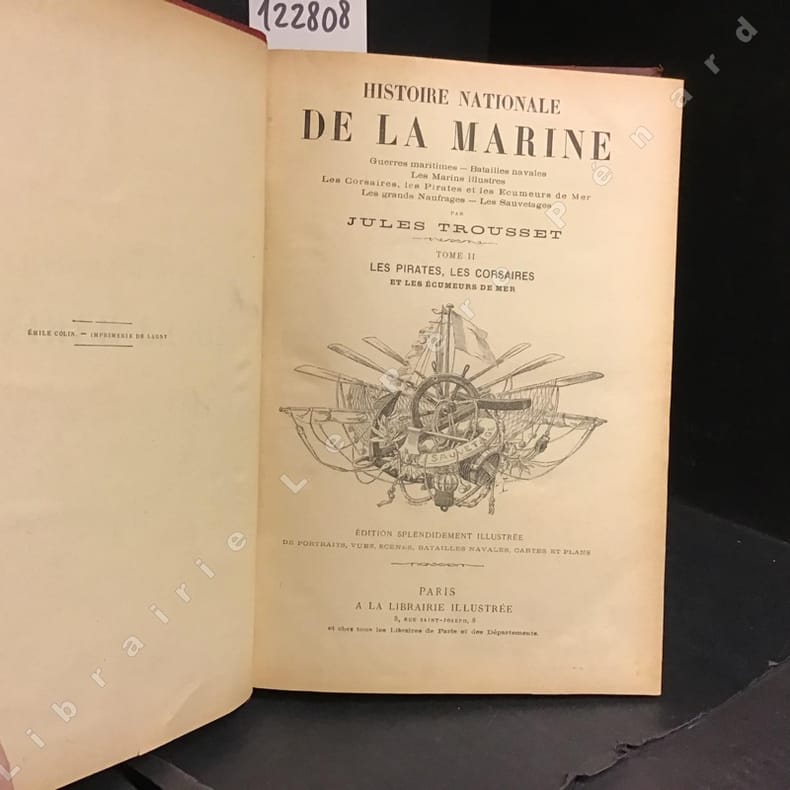 122808
HISTOIRE NATIONALE
DE LA MARINE
Guerres maritimes — Batailles navales
Les Marins illustres
Les Corsaires, les Pirates et les Ecumeurs de Mer
Les grands Naufrages — Les Sauvetages
PAR
JULES TROUSSET
TOME II
LES PIRATES, LES CORSAIRES
ET LES ÉCUMEURS DE MER
SAUVETAGE
ÉDITION SPLENDIDEMENT ILLUSTRÉE
DE PORTRAITS, VUES, SCÈNES, BATAILLES NAVALES, CARTES ET PLANS
PARIS
A LA LIBRAIRIE ILLUSTRÉE
8, RUE SAINT-JOSEPH, 8
et chez tous les Libraires de Paris et des Départements.
ÉMILE COLIN. — IMPRIMERIE DE LAGNY
Librairie Le Père Pénard